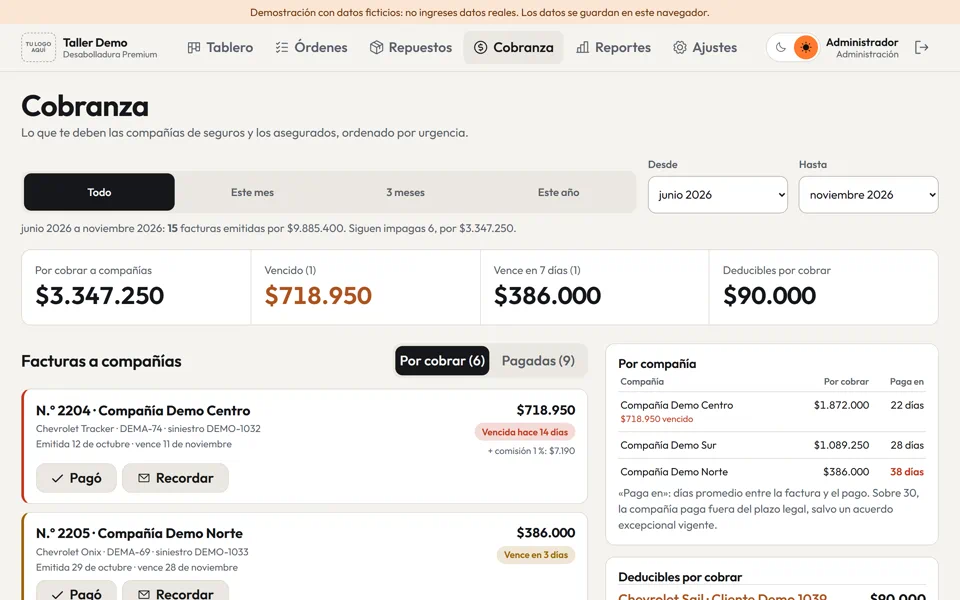 Demostración con datos ficticios: no ingreses datos reales. Los datos se guardan en este navegador.
TU LOGO AQUÍ
Taller Demo
Desabolladura Premium
Tablero
Órdenes
Repuestos
Cobranza
Reportes
Ajustes
Administrador
Administración
Cobranza
Lo que te deben las compañías de seguros y los asegurados, ordenado por urgencia.
Todo
Este mes
3 meses
Este año
Desde
junio 2026
Hasta
noviembre 2026
junio 2026 a noviembre 2026: 15 facturas emitidas por $9.885.400. Siguen impagas 6, por $3.347.250.
Por cobrar a compañías
$3.347.250
Vencido (1)
$718.950
Vence en 7 días (1)
$386.000
Deducibles por cobrar
$90.000
Facturas a compañías
Por cobrar (6)
Pagadas (9)
N.º 2204 · Compañía Demo Centro
Chevrolet Tracker · DEMA-74 · siniestro DEMO-1032
Emitida 12 de octubre · vence 11 de noviembre
$718.950
Vencida hace 14 días
+ comisión 1 %: $7.190
Pagó
Recordar
N.º 2205 · Compañía Demo Norte
Chevrolet Onix · DEMA-69 · siniestro DEMO-1033
Emitida 29 de octubre · vence 28 de noviembre
$386.000
Vence en 3 días
Pagó
Recordar
Por compañía
Compañía Por cobrar Paga en
Compañía Demo Centro $1.872.000 22 días
$718.950 vencido
Compañía Demo Sur $1.089.250 28 días
Compañía Demo Norte $386.000 38 días
«Paga en»: días promedio entre la factura y el pago. Sobre 30,
la compañía paga fuera del plazo legal, salvo un acuerdo
excepcional vigente.
Deducibles por cobrar
Chevrolet Sail · Cliente Demo 1039 $90.000